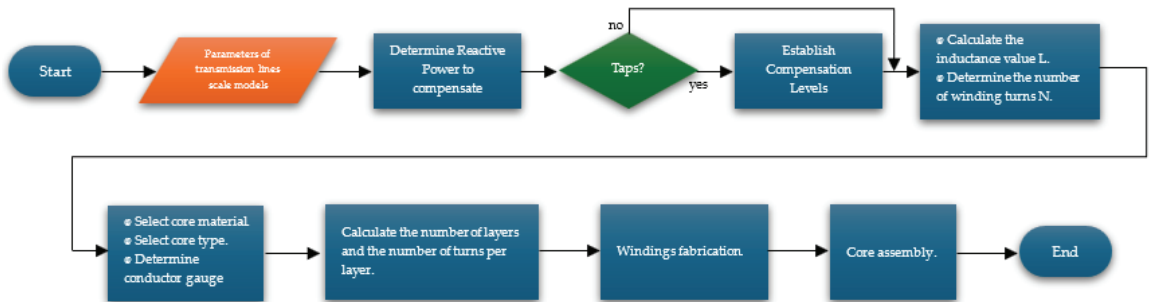 Start
Parameters of
transmission lines
scale models
Determine Reactive
Power to
compensate
Taps?
no
yes
Establish
Compensation
Levels
● Calculate the
inductance value L.
● Determine the number
of winding turns N.
● Select core material.
● Select core type.
● Determine
conductor gauge
Calculate the number of layers
and the number of turns per
layer.
Windings fabrication.
Core assembly.
End